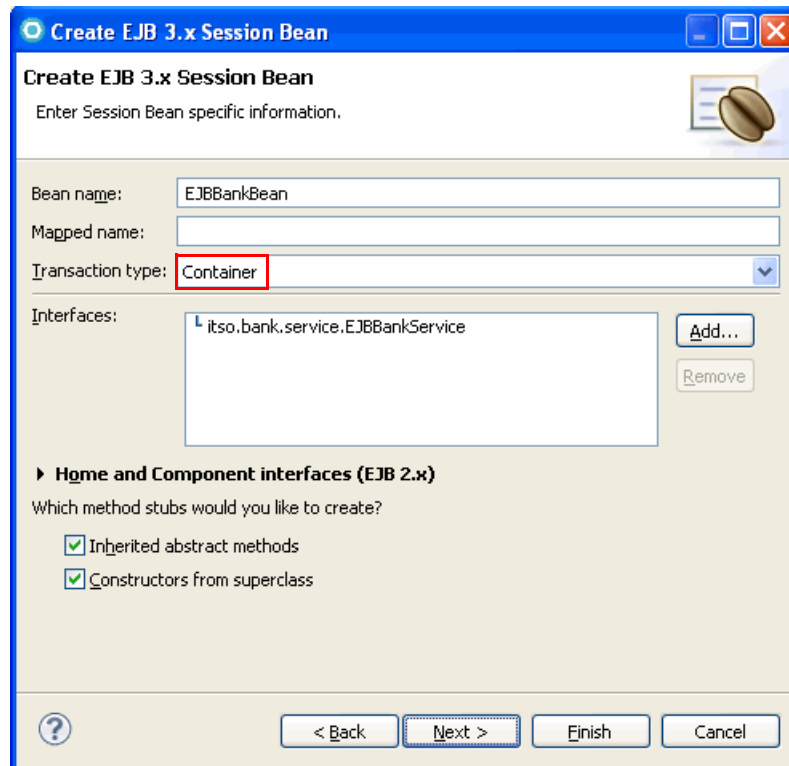 Create EJB 3.x Session Bean
Create EJB 3.x Session Bean
Enter Session Bean specific information.
Bean name: EJBBankBean
Mapped name:
Transaction type: Container
Interfaces: itso.bank.service.EJBBankService
Add...
Remove
Home and Component interfaces (EJB 2.x)
Which method stubs would you like to create?
Inherited abstract methods
Constructors from superclass
? < Back Next > Finish Cancel